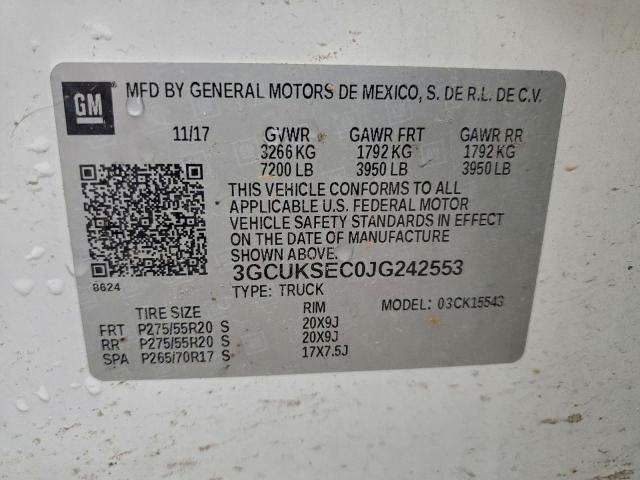 GM MFD BY GENERAL MOTORS DE MEXICO, S. DE R.L. DE C.V.
11/17 GVWR GAWR FRT GAWR RR
3266 KG 1792 KG 1792 KG
7200 LB 3950 LB 3950 LB
THIS VEHICLE CONFORMS TO ALL
APPLICABLE U.S. FEDERAL MOTOR
VEHICLE SAFETY STANDARDS IN EFFECT
ON THE DATE OF MANUFACTURE
SHOWN ABOVE.
3GCUKSEC0JG242553
8624
TYPE: TRUCK MODEL: 03CK15543
TIRE SIZE RIM
FRT P275/55R20 S 20X9J
RR P275/55R20 S 20X9J
SPA P265/70R17 S 17X7.5J